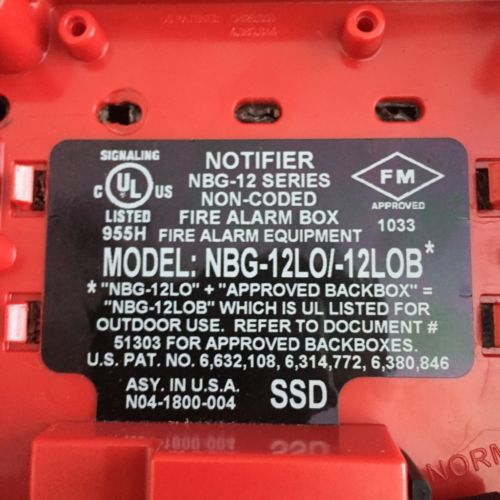 SIGNALING
C UL US
LISTED
955H
NOTIFIER
NBG-12 SERIES
NON-CODED
FIRE ALARM BOX
FIRE ALARM EQUIPMENT
FM
APPROVED
1033
MODEL: NBG-12LO/-12LOB*
* "NBG-12LO" + "APPROVED BACKBOX" =
"NBG-12LOB" WHICH IS UL LISTED FOR
OUTDOOR USE. REFER TO DOCUMENT #
51303 FOR APPROVED BACKBOXES.
U.S. PAT. NO. 6,632,108, 6,314,772, 6,380,846
ASY. IN U.S.A.
N04-1800-004
SSD
NORM